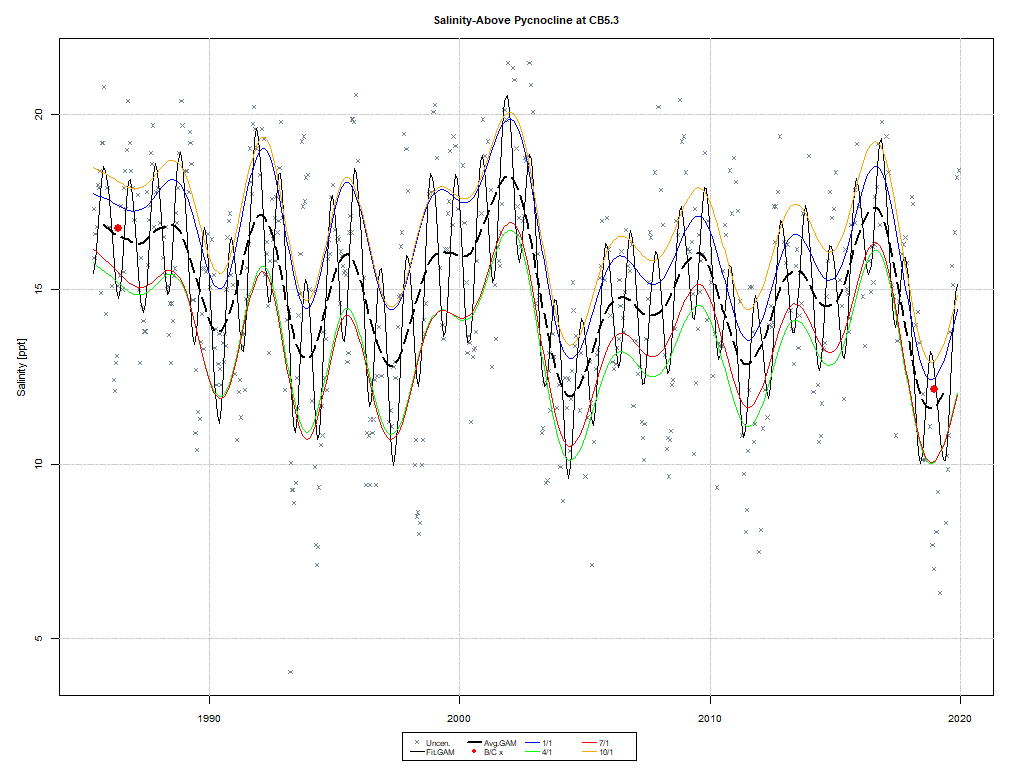 Salinity-Above Pycnocline at CB5.3
Salinity [ppt]
20
15
10
5
1990 2000 2010 2020
Uncen. Avg.GAM 1/1 7/1
Fit.GAM B/C x 4/1 10/1